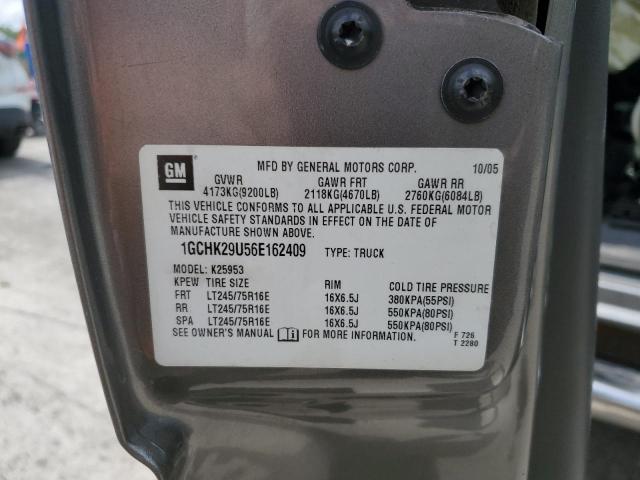 GM
MFD BY GENERAL MOTORS CORP. 10/05
GVWR GAWR FRT GAWR RR
4173KG(9200LB) 2118KG(4670LB) 2760KG(6084LB)
THIS VEHICLE CONFORMS TO ALL APPLICABLE U.S. FEDERAL MOTOR
VEHICLE SAFETY STANDARDS IN EFFECT ON THE DATE OF
MANUFACTURE SHOWN ABOVE.
1GCHK29U56E162409 TYPE: TRUCK
MODEL: K25953
KPEW TIRE SIZE RIM COLD TIRE PRESSURE
FRT LT245/75R16E 16X6.5J 380KPA(55PSI)
RR LT245/75R16E 16X6.5J 550KPA(80PSI)
SPA LT245/75R16E 16X6.5J 550KPA(80PSI)
SEE OWNER'S MANUAL FOR MORE INFORMATION. F 726
T 2280